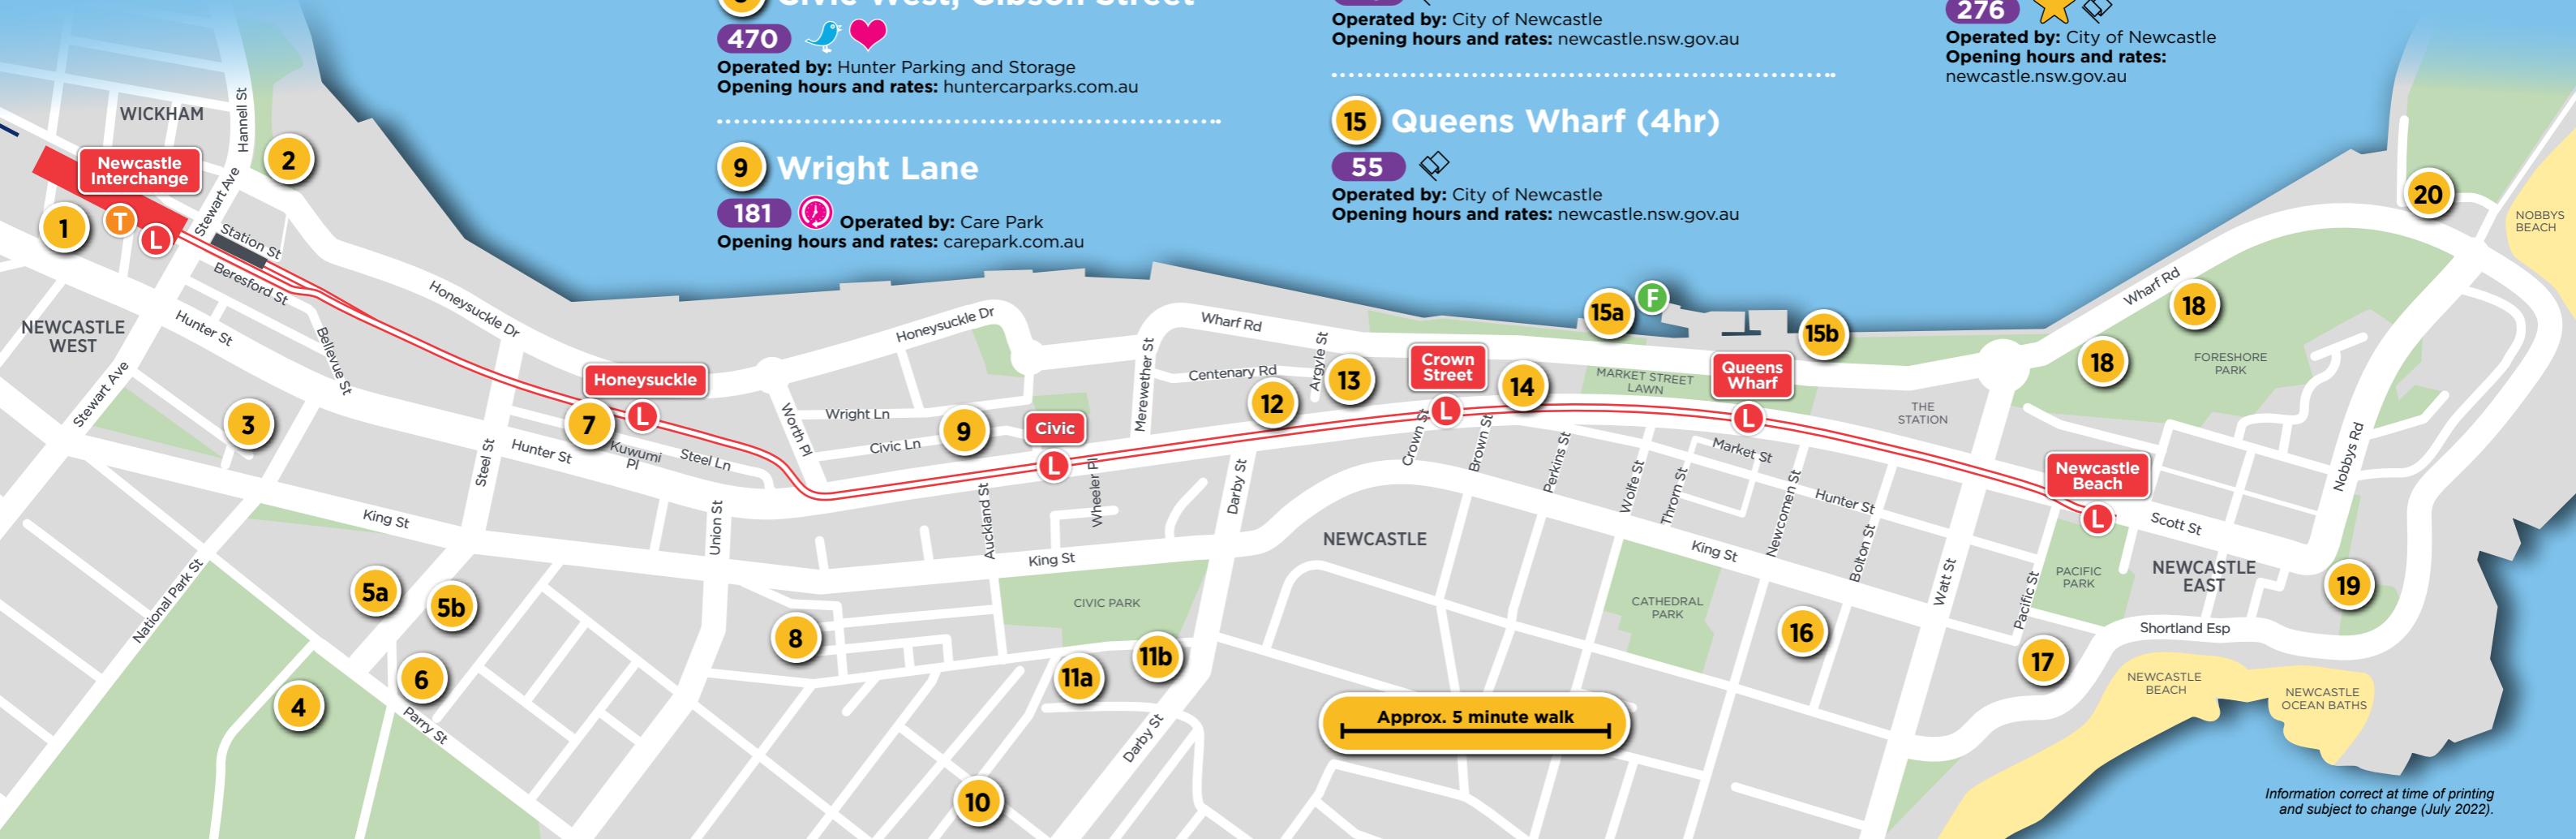 Civic West, Gibson Street
470
Operated by: Hunter Parking and Storage
Opening hours and rates: huntercarparks.com.au
9 Wright Lane
181 Operated by: Care Park
Opening hours and rates: carepark.com.au
Operated by: City of Newcastle
Opening hours and rates: newcastle.nsw.gov.au
15 Queens Wharf (4hr)
55
Operated by: City of Newcastle
Opening hours and rates: newcastle.nsw.gov.au
276
Operated by: City of Newcastle
Opening hours and rates:
newcastle.nsw.gov.au
WICKHAM
Hannell St
2
Newcastle
Interchange
1
T
L
Stewart Ave
Station St
Beresford St
Honeysuckle Dr
NEWCASTLE
WEST
Hunter St
Bellevue St
Stewart Ave
3
Honeysuckle
L
7
Steel St
Hunter St
Kuwumi
Pl
Steel Ln
Worth Pl
Honeysuckle Dr
Wright Ln
Civic Ln
9
Civic
L
Wheeler Pl
Auckland St
Union St
King St
King St
National Park St
5a
5b
6
4
Parry St
8
CIVIC PARK
11a
11b
10
Darby St
Darby St
Merewether St
Wharf Rd
Centenary Rd
Argyle St
12
13
Crown
Street
L
14
Crown St
Brown St
15a
F
15b
MARKET STREET
LAWN
Queens
Wharf
L
Perkins St
Wolfe St
Thorn St
Market St
Newcomen St
Hunter St
Bolton St
NEWCASTLE
King St
CATHEDRAL
PARK
16
Approx. 5 minute walk
THE
STATION
Watt St
Pacific St
Newcastle
Beach
L
Scott St
PACIFIC
PARK
NEWCASTLE
EAST
17
Shortland Esp
19
Nobbys Rd
Wharf Rd
18
18
FORESHORE
PARK
20
NOBBYS
BEACH
NEWCASTLE
BEACH
NEWCASTLE
OCEAN BATHS
Information correct at time of printing
and subject to change (July 2022).